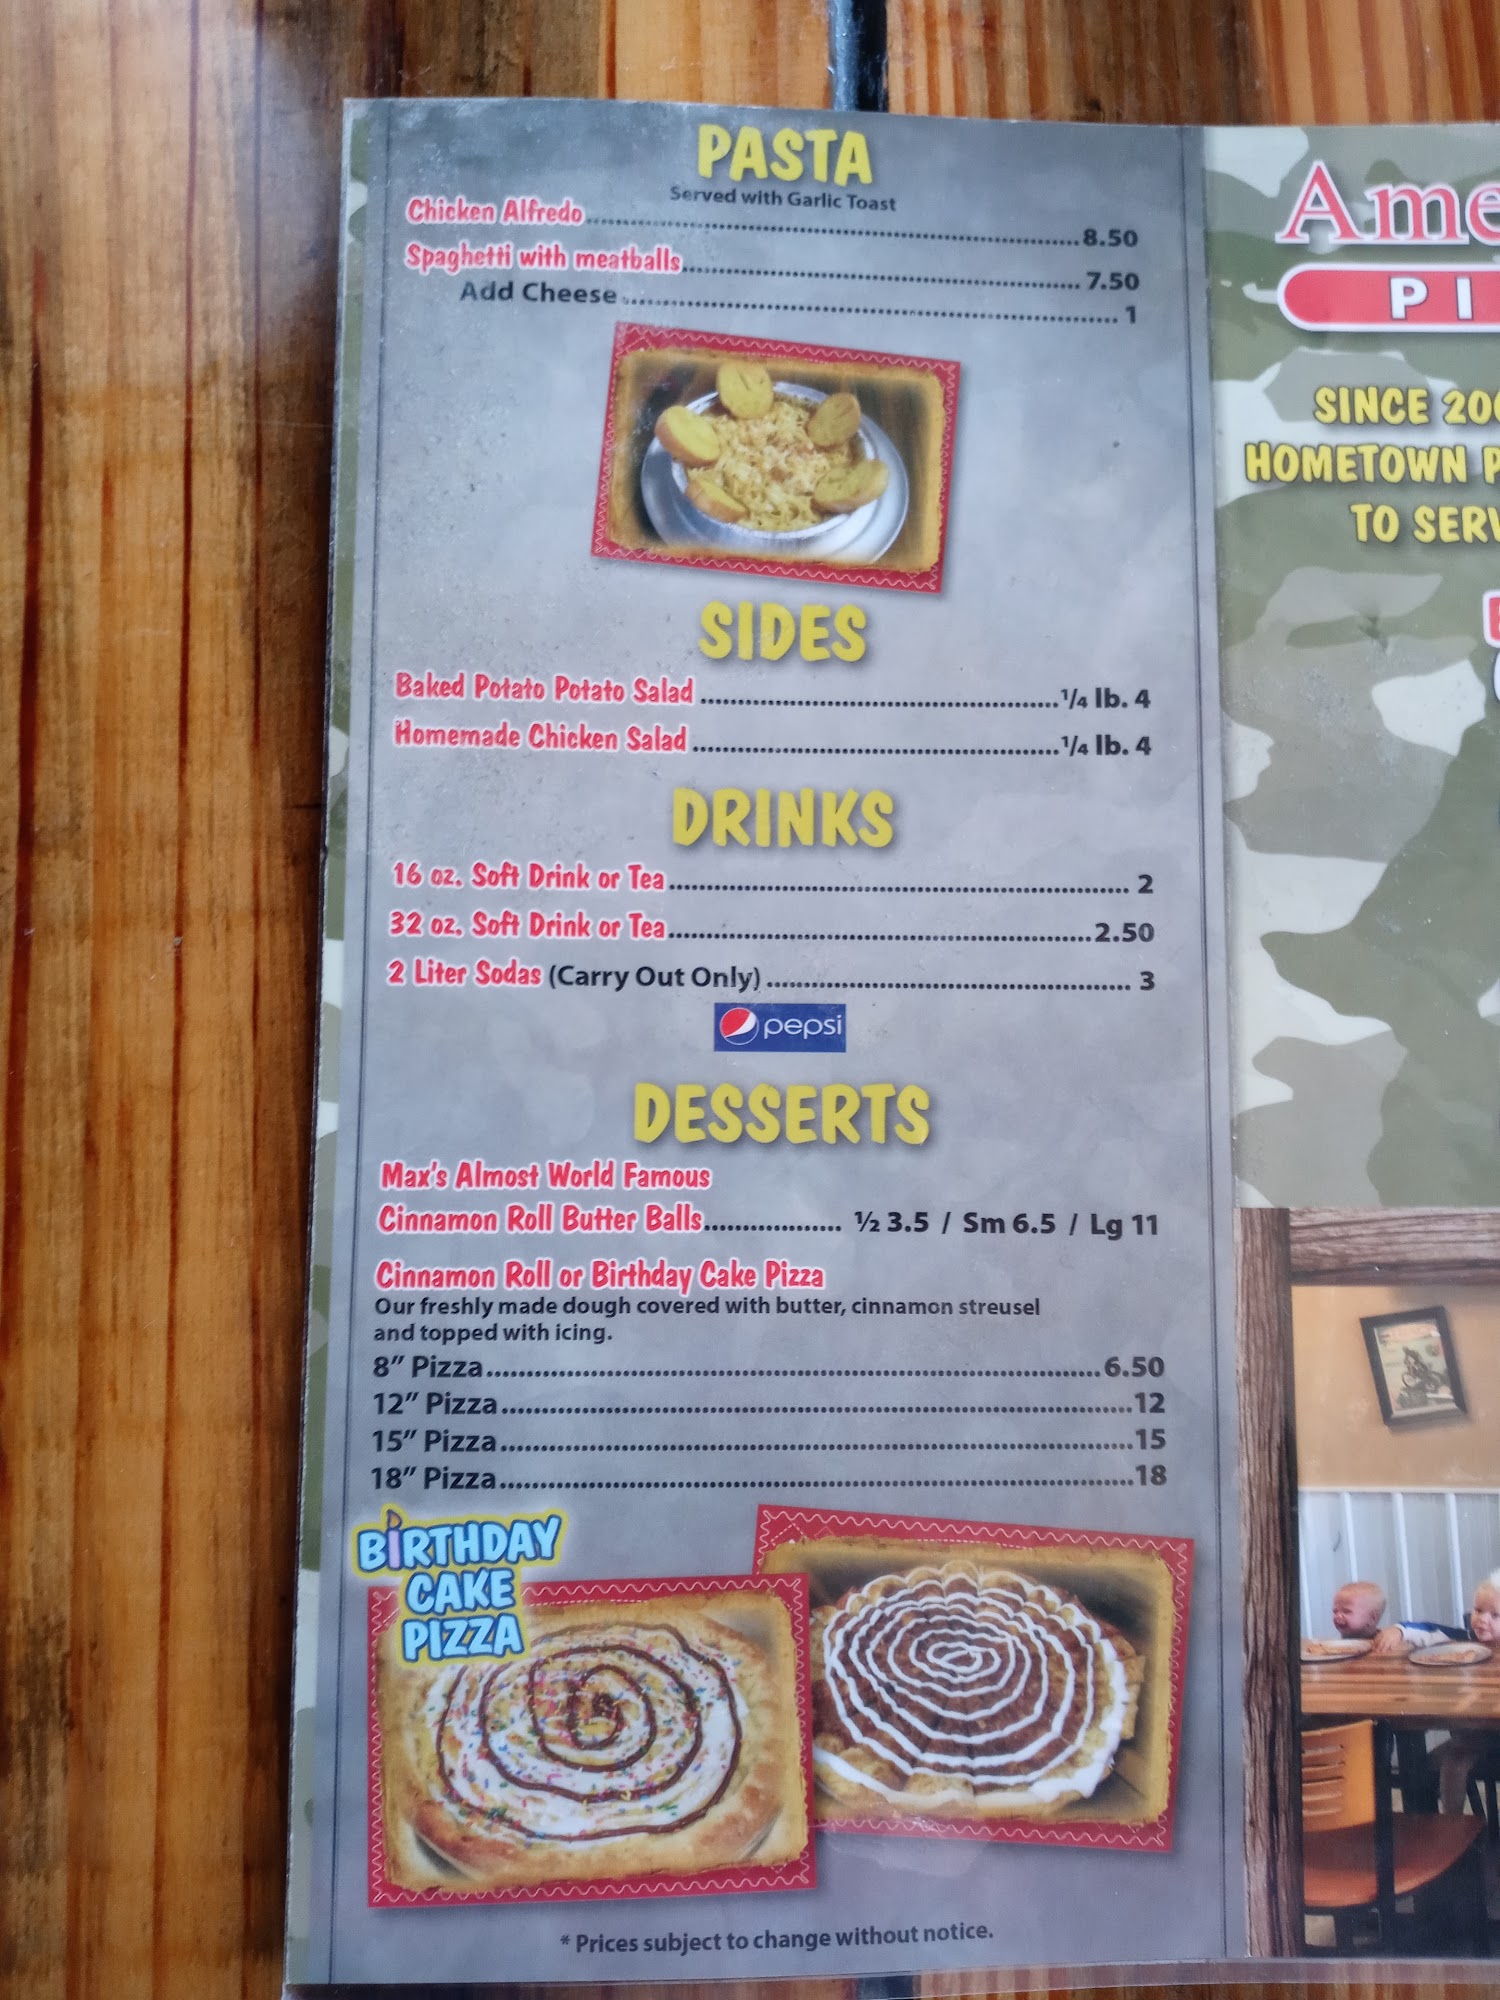 PASTA
Served with Garlic Toast
Chicken Alfredo........8.50
Spaghetti with meatballs........7.50
Add Cheese........1
SIDES
Baked Potato Potato Salad........¼ lb. 4
Homemade Chicken Salad........¼ lb. 4
DRINKS
16 oz. Soft Drink or Tea........2
32 oz. Soft Drink or Tea........2.50
2 Liter Sodas (Carry Out Only)........3
pepsi
DESSERTS
Max's Almost World Famous
Cinnamon Roll Butter Balls........½ 3.5 / Sm 6.5 / Lg 11
Cinnamon Roll or Birthday Cake Pizza
Our freshly made dough covered with butter, cinnamon streusel
and topped with icing.
8" Pizza........6.50
12" Pizza........12
15" Pizza........15
18" Pizza........18
BIRTHDAY
CAKE
PIZZA
* Prices subject to change without notice.
Ame
PI
SINCE 200
HOMETOWN P
TO SERV